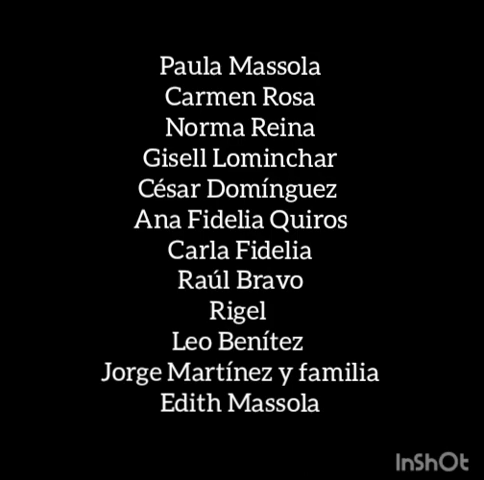 Paula Massola
Carmen Rosa
Norma Reina
Gisell Lominchar
César Domínguez
Ana Fidelia Quiros
Carla Fidelia
Raúl Bravo
Rigel
Leo Benítez
Jorge Martínez y familia
Edith Massola
InShOt